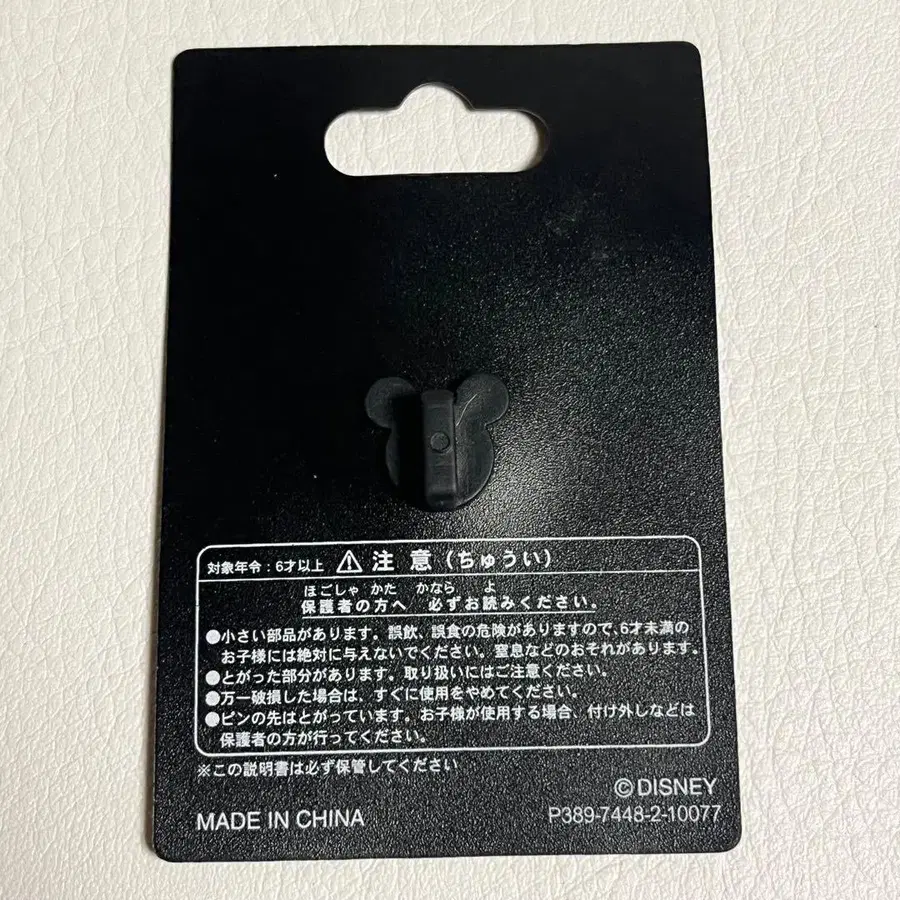 対象年令：6才以上 ⚠ 注意（ちゅうい）
ほごしゃ かた かなら よ
保護者の方へ 必ずお読みください。
●小さい部品があります。誤飲、誤食の危険がありますので、6才未満の
お子様には絶対に与えないでください。窒息などのおそれがあります。
●とがった部分があります。取り扱いにはご注意ください。
●万一破損した場合は、すぐに使用をやめてください。
●ピンの先はとがっています。お子様が使用する場合、付け外しなどは
保護者の方が行ってください。
※この説明書は必ず保管してください
©DISNEY
MADE IN CHINA
P389-7448-2-10077